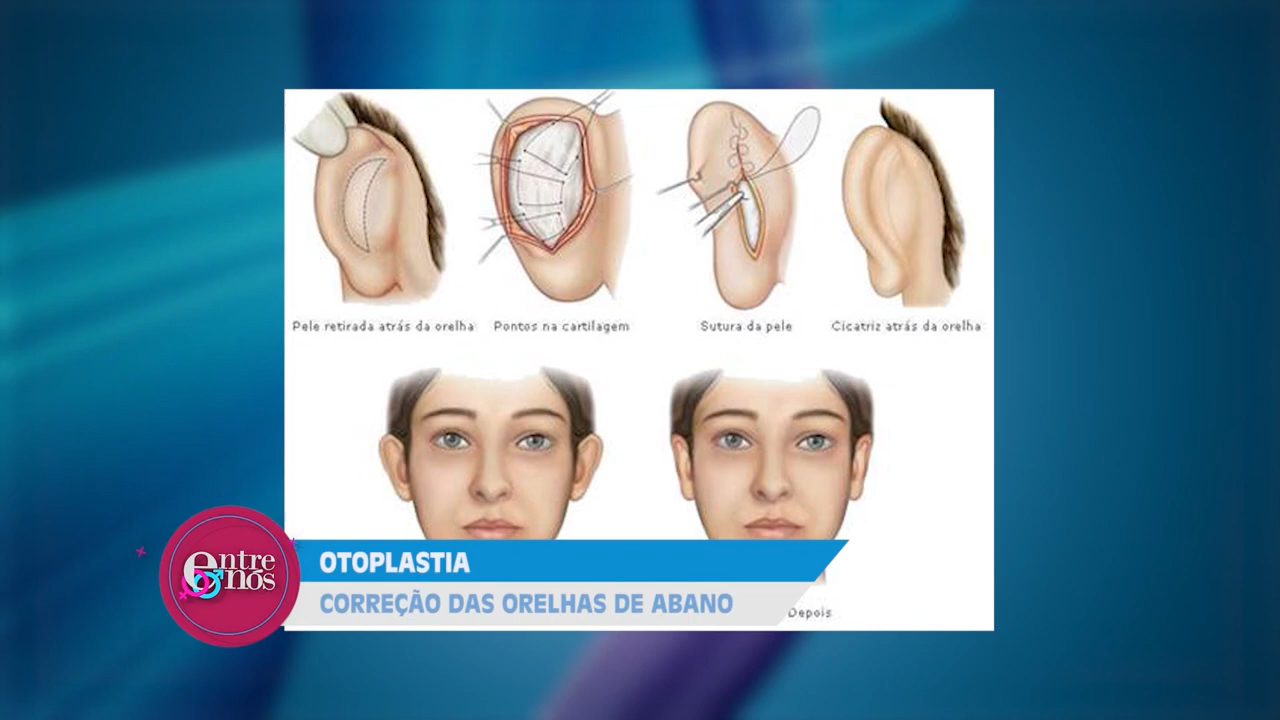 Pele retirada atrás da orelha
Pontos na cartilagem
Sutura da pele
Cicatriz atrás da orelha
entre
nós
OTOPLASTIA
CORREÇÃO DAS ORELHAS DE ABANO
Depois